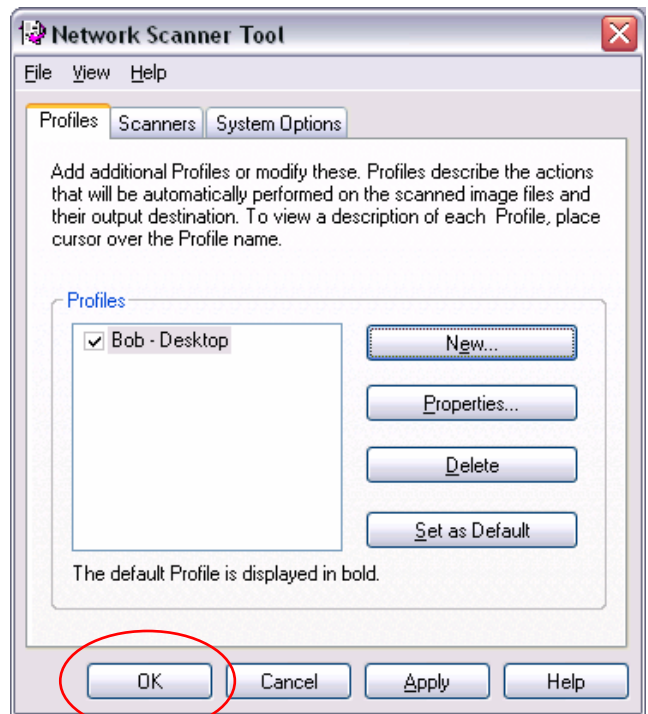 Network Scanner Tool
File View Help
Profiles Scanners System Options
Add additional Profiles or modify these. Profiles describe the actions
that will be automatically performed on the scanned image files and
their output destination. To view a description of each Profile, place
cursor over the Profile name.
Profiles
Bob - Desktop
New...
Properties...
Delete
Set as Default
The default Profile is displayed in bold.
OK Cancel Apply Help